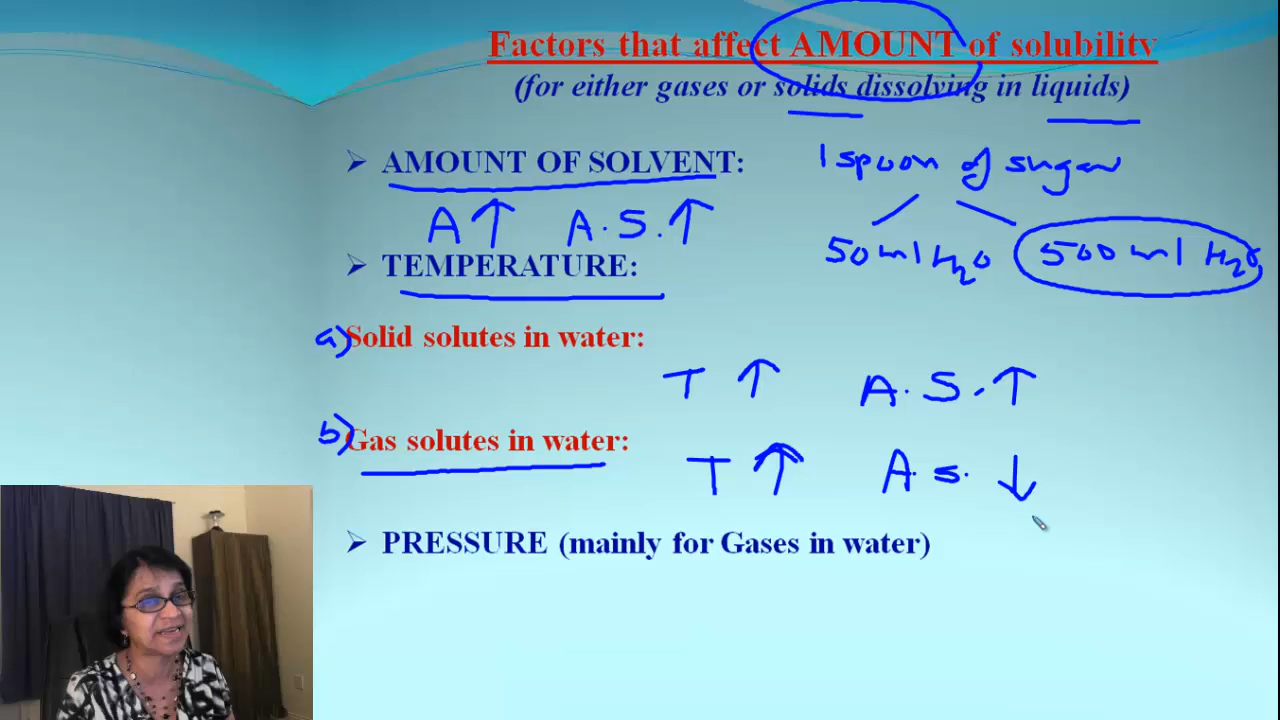 Factors that affect AMOUNT of solubility
(for either gases or solids dissolving in liquids)
➢ AMOUNT OF SOLVENT:
1 spoon of sugar
A ↑ A.S. ↑
50 ml H₂O 500 ml H₂O
➢ TEMPERATURE:
a) Solid solutes in water:
T ↑ A.S. ↑
b) Gas solutes in water:
T ↑ A.S. ↓
➢ PRESSURE (mainly for Gases in water)